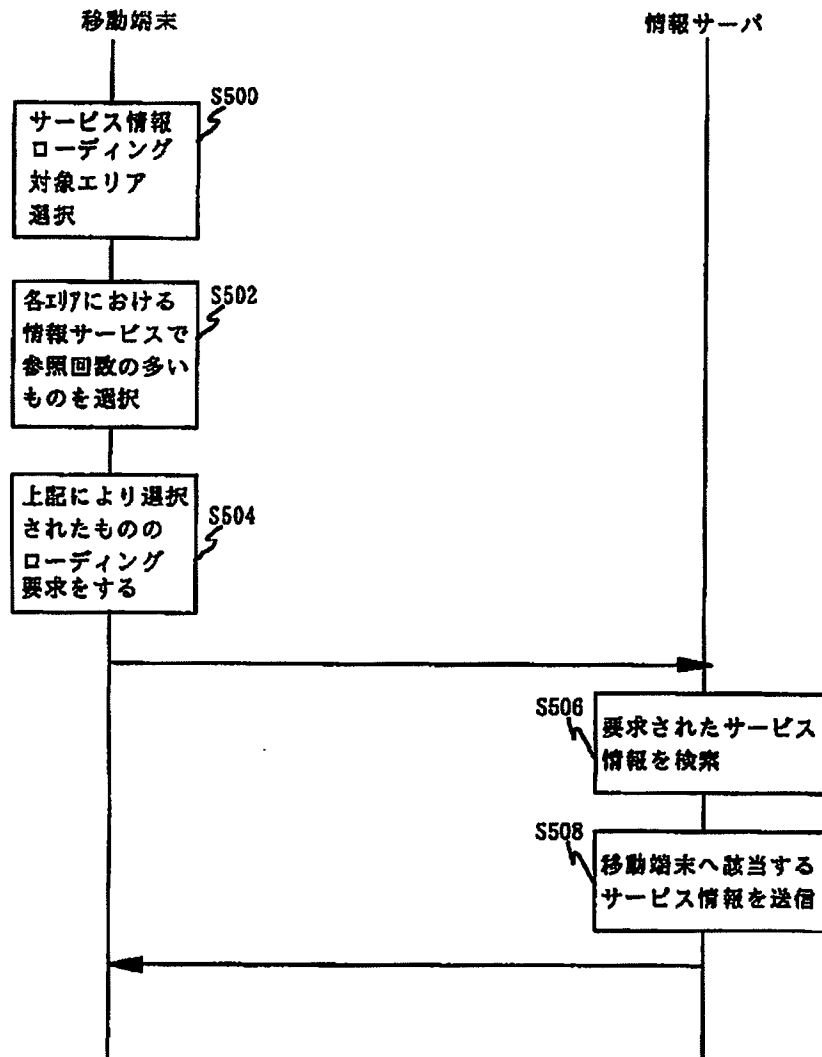 移動端末
情報サーバ
S500
サービス情報
ローディング
対象エリア
選択
S502
各エリアにおける
情報サービスで
参照回数の多い
ものを選択
S504
上記により選択
されたものの
ローディング
要求をする
S506
要求されたサービス
情報を検索
S508
移動端末へ該当する
サービス情報を送信